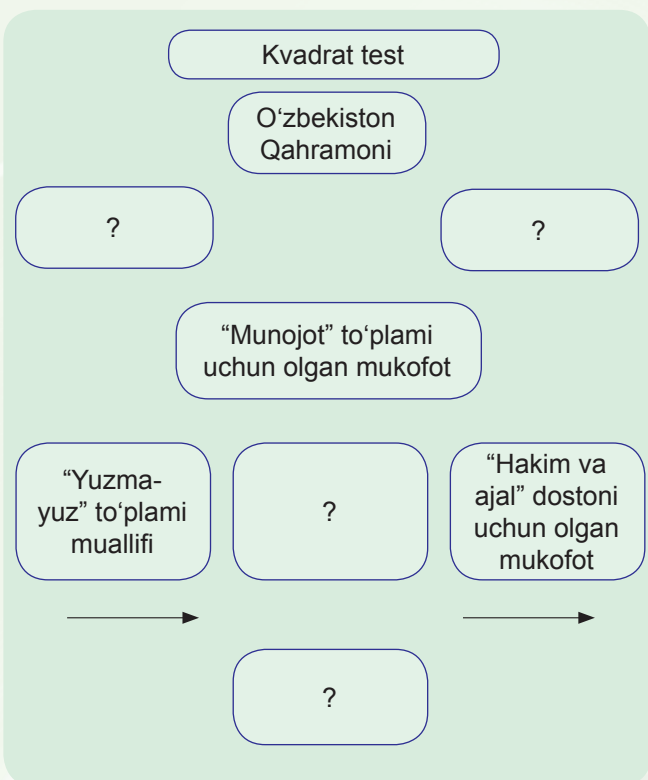 Kvadrat test
O‘zbekiston
Qahramoni
?
?
“Munojot” to‘plami
uchun olgan mukofot
“Yuzma-
yuz” to‘plami
muallifi
?
“Hakim va
ajal” dostoni
uchun olgan
mukofot
?